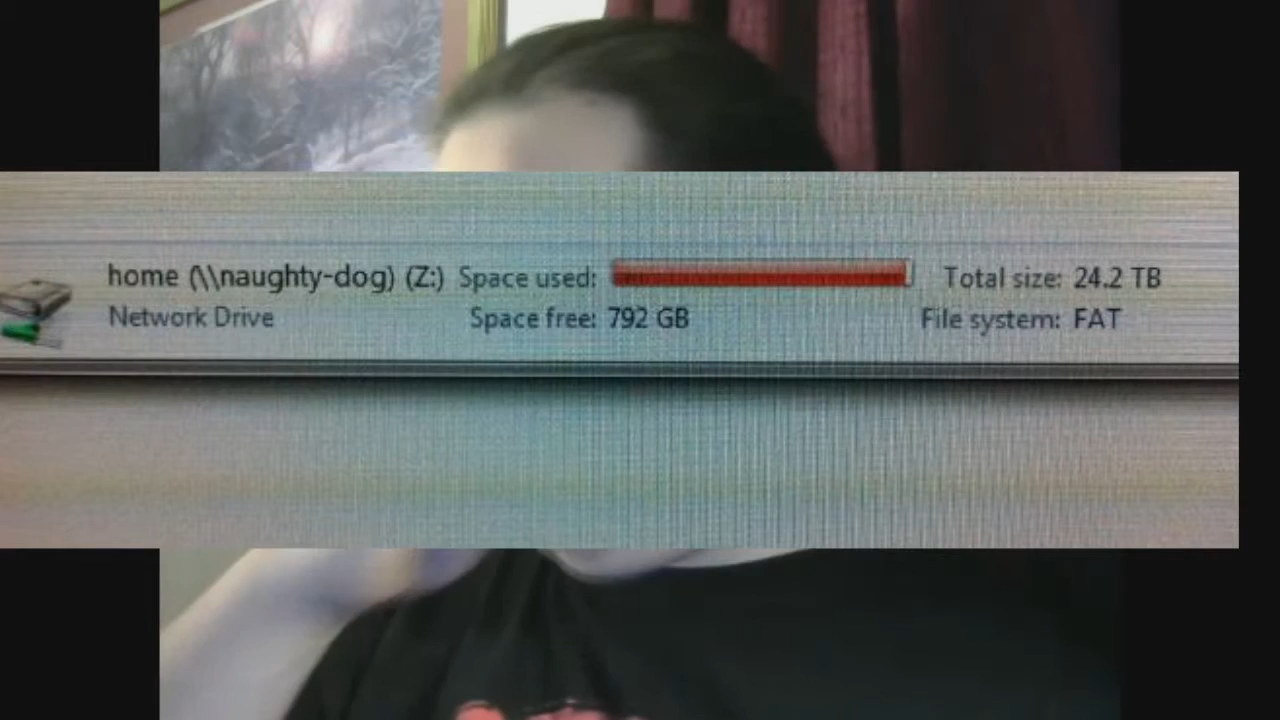 home (\\naughty-dog) (Z:) Space used: Total size: 24.2 TB
Network Drive Space free: 792 GB File system: FAT